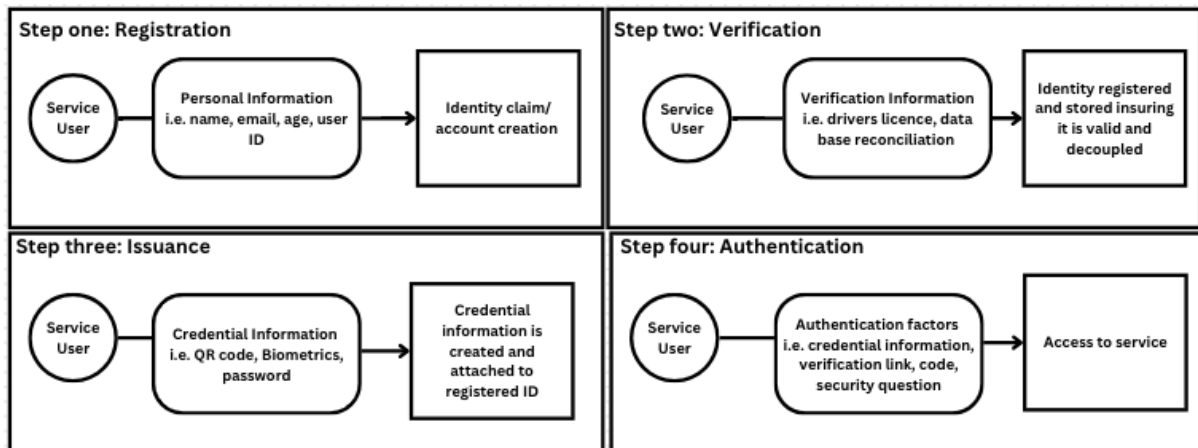 Step one: Registration
Service
User
Personal Information
i.e. name, email, age, user
ID
Identity claim/
account creation
Step two: Verification
Service
User
Verification Information
i.e. drivers licence, data
base reconciliation
Identity registered
and stored insuring
it is valid and
decoupled
Step three: Issuance
Service
User
Credential Information
i.e. QR code, Biometrics,
password
Credential
information is
created and
attached to
registered ID
Step four: Authentication
Service
User
Authentication factors
i.e. credential information,
verification link, code,
security question
Access to service